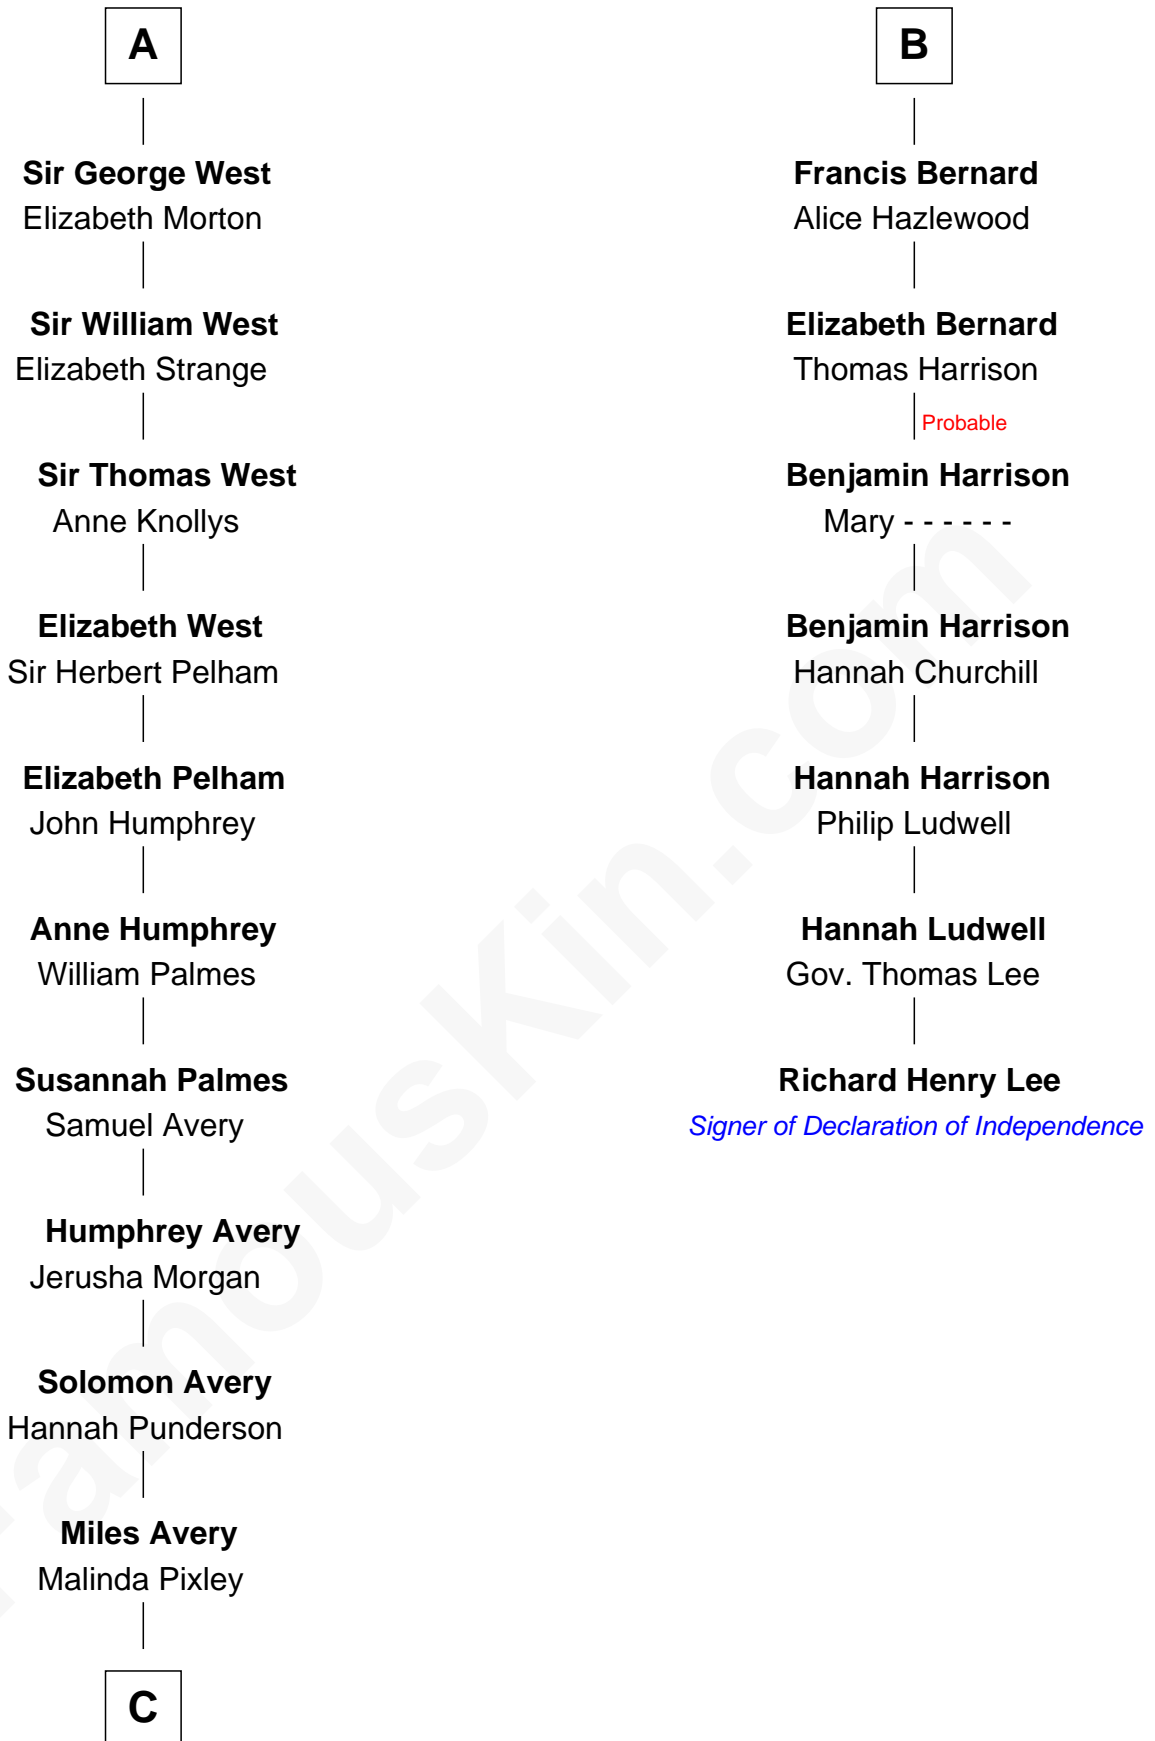 A
Sir George West
Elizabeth Morton
Sir William West
Elizabeth Strange
Sir Thomas West
Anne Knollys
Elizabeth West
Sir Herbert Pelham
Elizabeth Pelham
John Humphrey
Anne Humphrey
William Palmes
Susannah Palmes
Samuel Avery
Humphrey Avery
Jerusha Morgan
Solomon Avery
Hannah Punderson
Miles Avery
Malinda Pixley
C
B
Francis Bernard
Alice Hazlewood
Elizabeth Bernard
Thomas Harrison
Probable
Benjamin Harrison
Mary - - - - - -
Benjamin Harrison
Hannah Churchill
Hannah Harrison
Philip Ludwell
Hannah Ludwell
Gov. Thomas Lee
Richard Henry Lee
Signer of Declaration of Independence
FamousKin.com